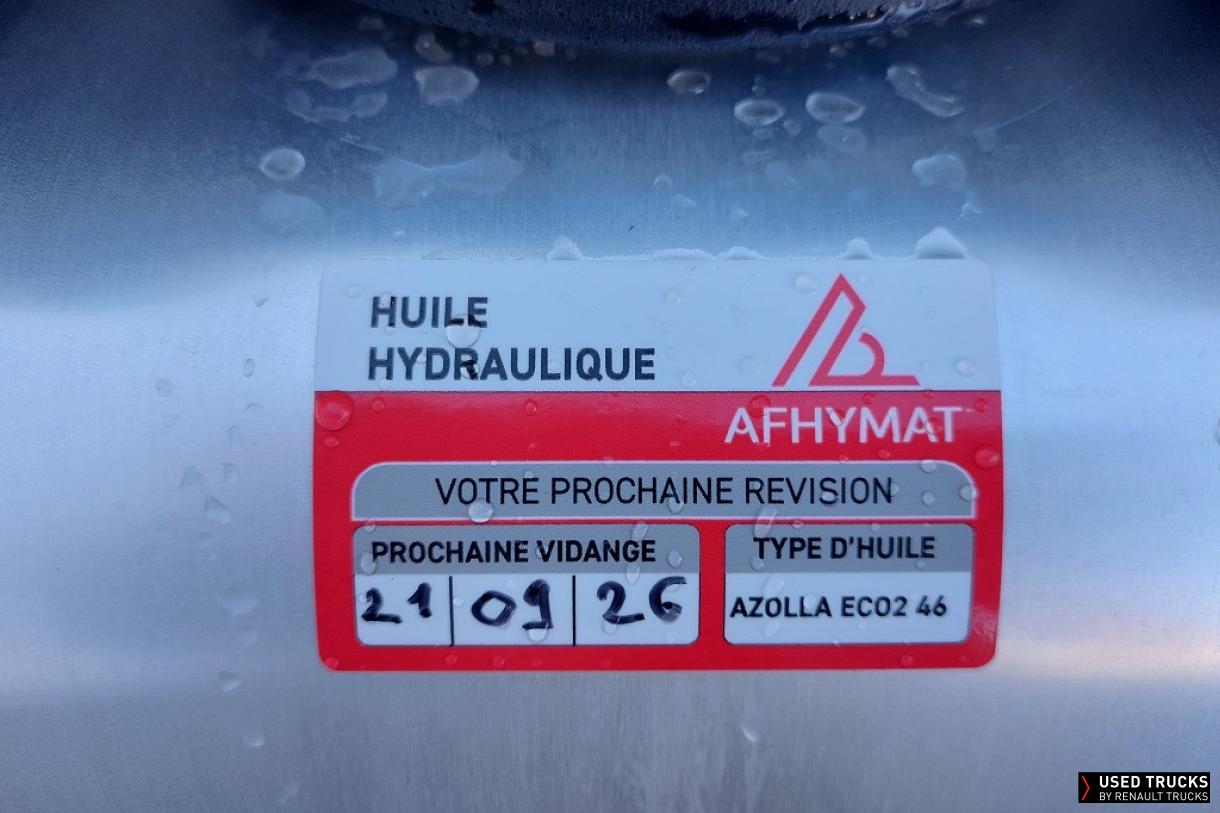 HUILE
HYDRAULIQUE
AFHYMAT
VOTRE PROCHAINE REVISION
PROCHAINE VIDANGE
21 09 26
TYPE D'HUILE
AZOLLA ECO2 46
USED TRUCKS
BY RENAULT TRUCKS